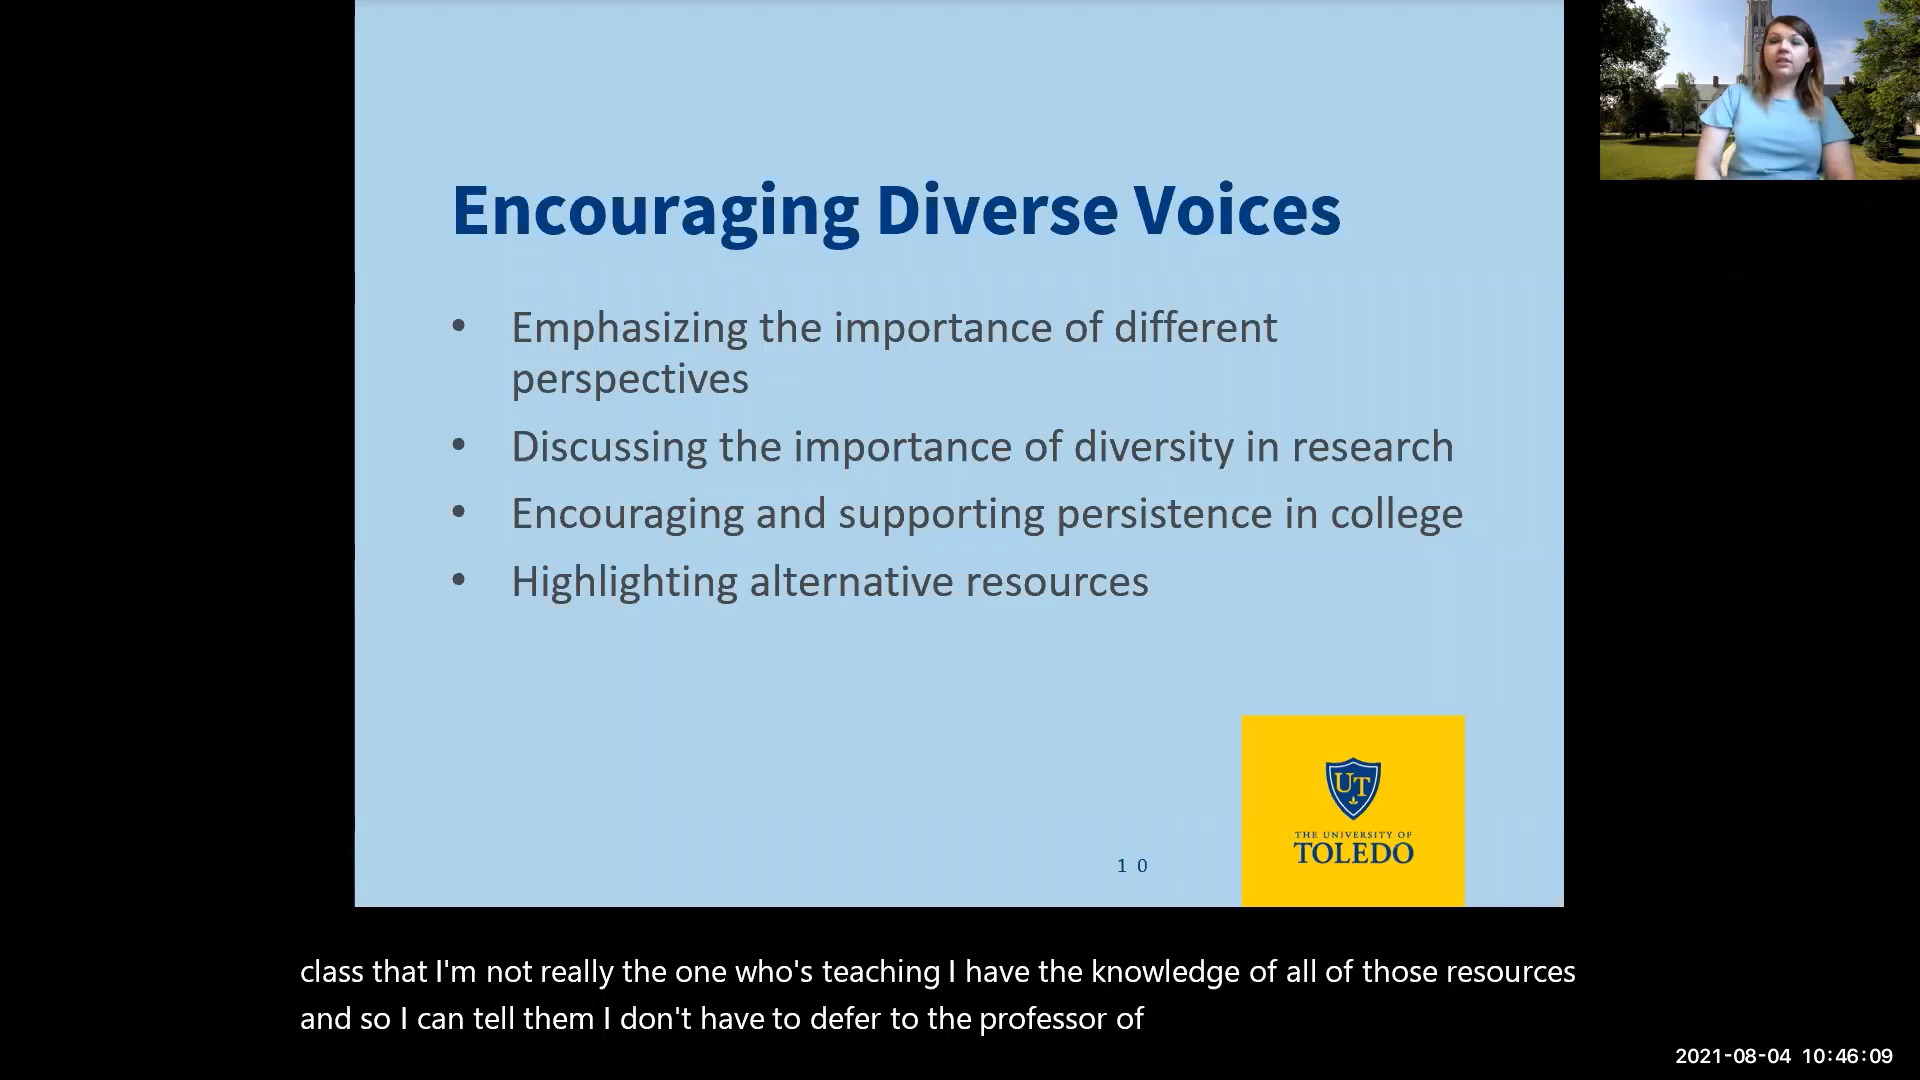 Encouraging Diverse Voices
• Emphasizing the importance of different
perspectives
• Discussing the importance of diversity in research
• Encouraging and supporting persistence in college
• Highlighting alternative resources
UT
THE UNIVERSITY OF
TOLEDO
10
class that I'm not really the one who's teaching I have the knowledge of all of those resources
and so I can tell them I don't have to defer to the professor of
2021-08-04 10:46:09